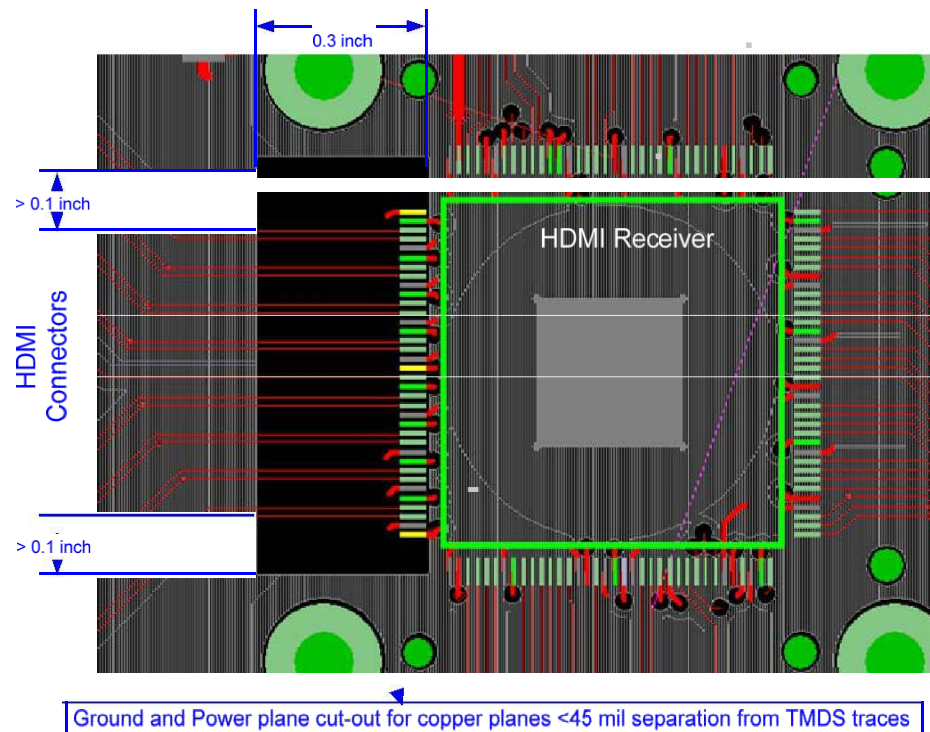 0.3 inch
> 0.1 inch
HDMI Receiver
HDMI
Connectors
> 0.1 inch
Ground and Power plane cut-out for copper planes <45 mil separation from TMDS traces